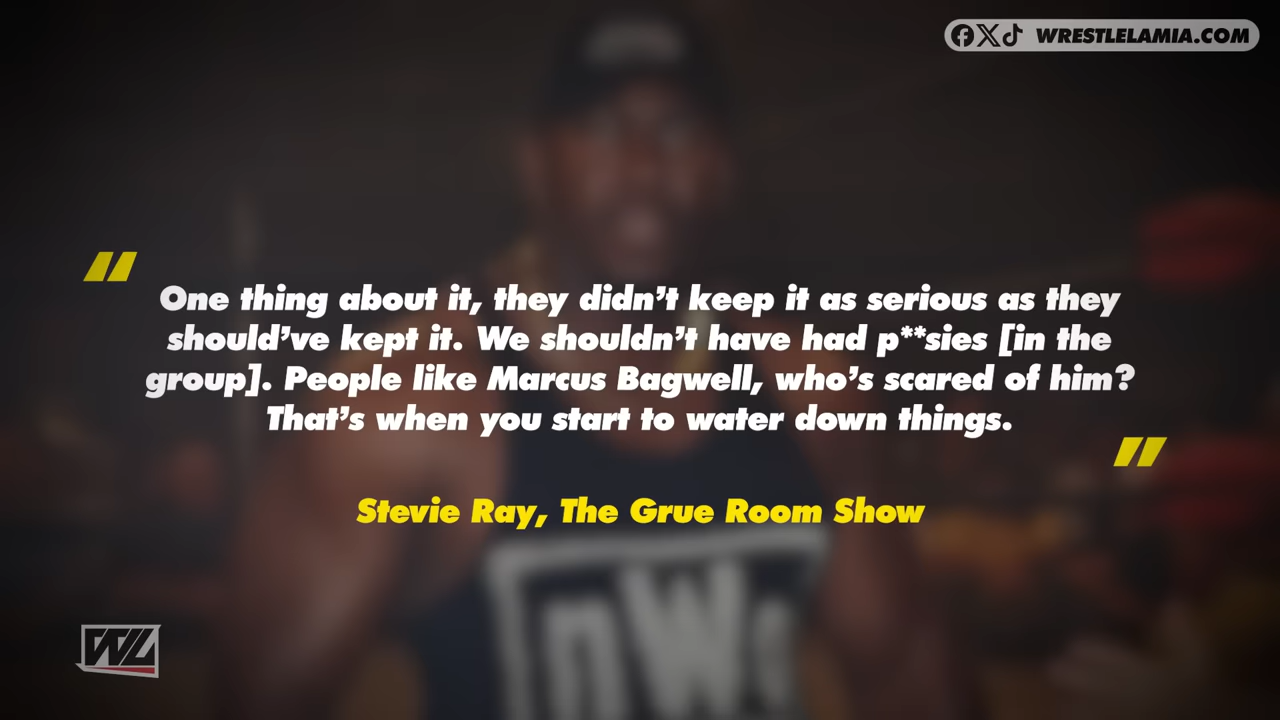 WRESTLELAMIA.COM
"One thing about it, they didn't keep it as serious as they
should've kept it. We shouldn't have had p**sies [in the
group]. People like Marcus Bagwell, who's scared of him?
That's when you start to water down things."
Stevie Ray, The Grue Room Show
nWo
WL